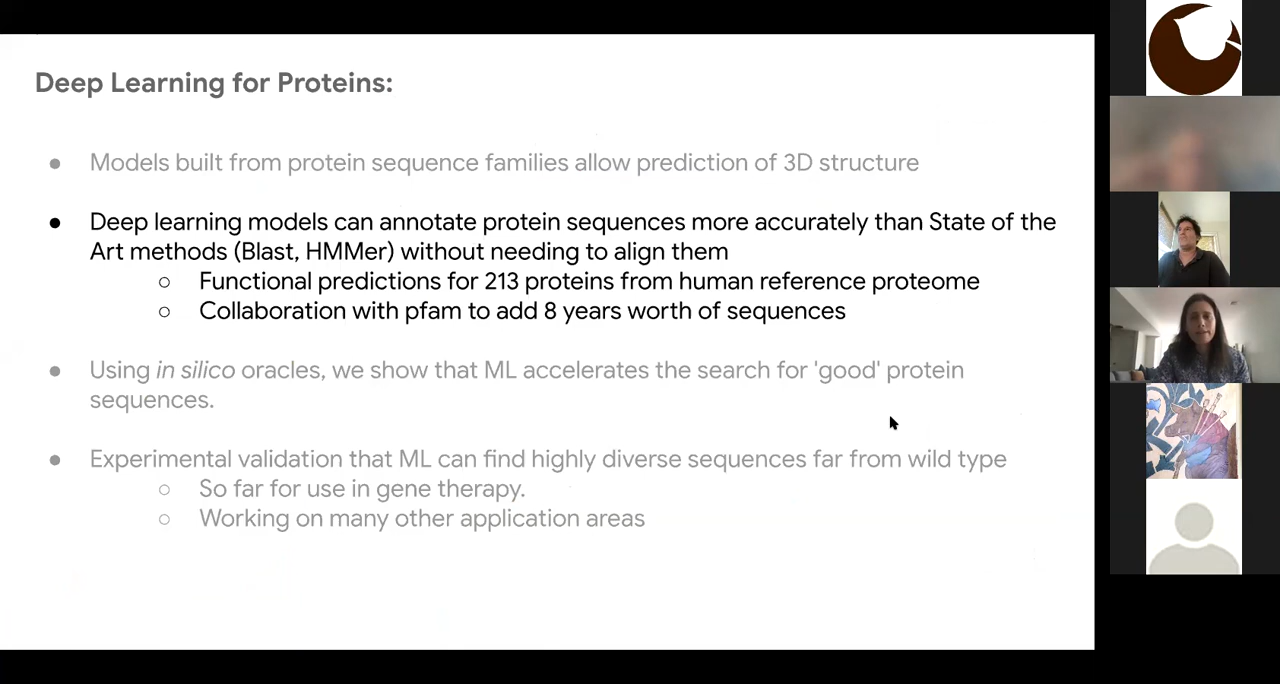 Deep Learning for Proteins:
● Models built from protein sequence families allow prediction of 3D structure
● Deep learning models can annotate protein sequences more accurately than State of the
Art methods (Blast, HMMer) without needing to align them
○ Functional predictions for 213 proteins from human reference proteome
○ Collaboration with pfam to add 8 years worth of sequences
● Using in silico oracles, we show that ML accelerates the search for 'good' protein
sequences.
● Experimental validation that ML can find highly diverse sequences far from wild type
○ So far for use in gene therapy.
○ Working on many other application areas